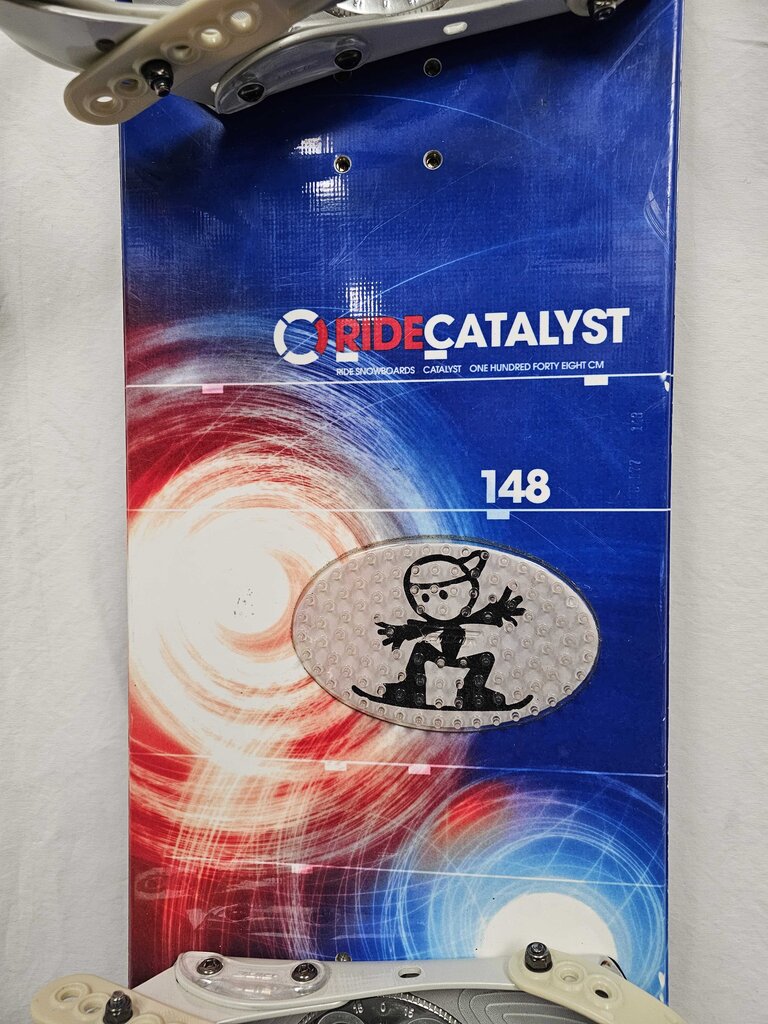 RIDECATALYST
RIDE SNOWBOARDS CATALYST ONE HUNDRED FORTY EIGHT CM
148